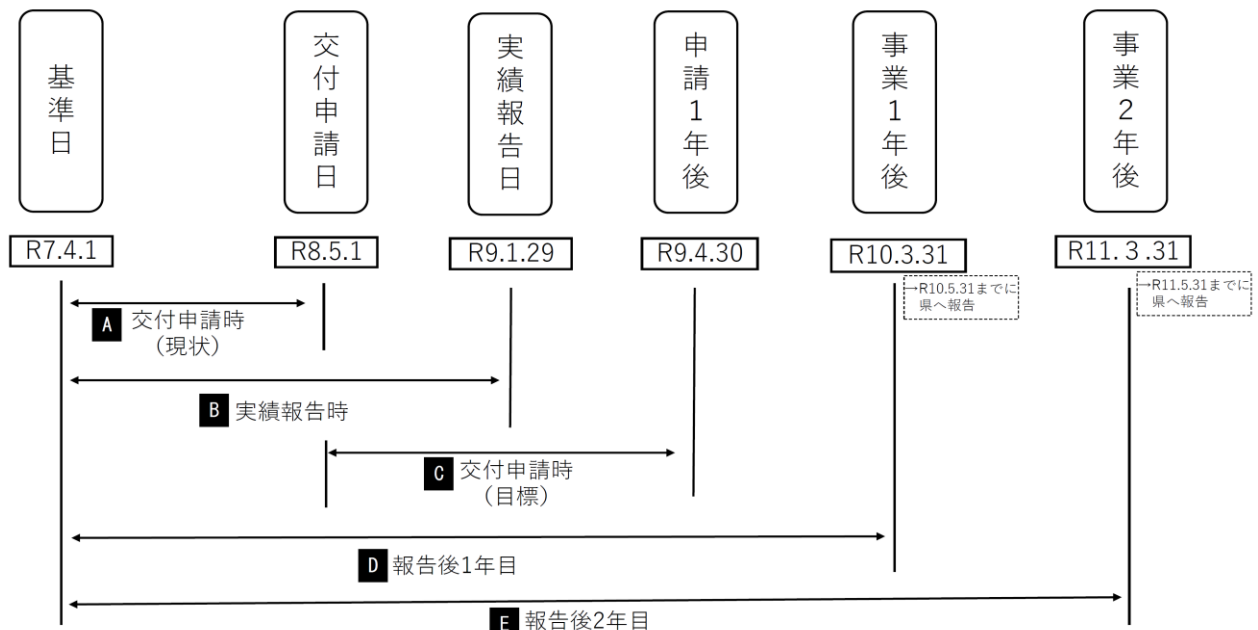 基準日
交付申請日
実績報告日
申請1年後
事業1年後
事業2年後
R7.4.1
R8.5.1
R9.1.29
R9.4.30
R10.3.31
R11.３.31
→R10.5.31までに
県へ報告
→R11.5.31までに
県へ報告
A 交付申請時
（現状）
B 実績報告時
C 交付申請時
（目標）
D 報告後1年目
E 報告後2年目